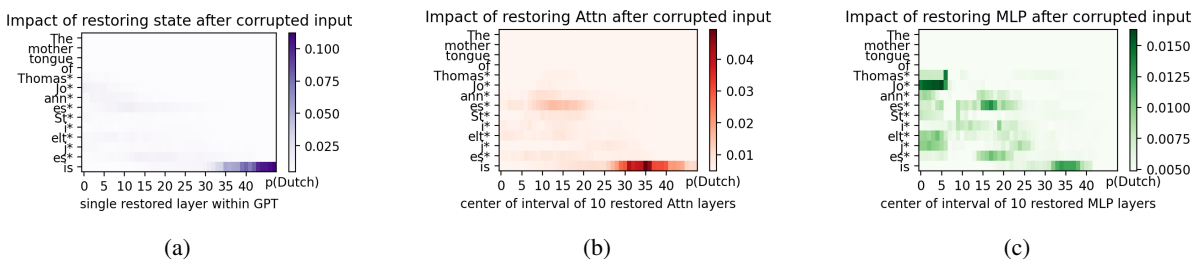 Impact of restoring state after corrupted input
The
mother
tongue
of
Thomas*
Jo*
ann*
es*
St*
elt*
j*
es*
is
0 5 10 15 20 25 30 35 40
single restored layer within GPT
0.100
0.075
0.050
0.025
p(Dutch)
(a)
Impact of restoring Attn after corrupted input
The
mother
tongue
of
Thomas*
Jo*
ann*
es*
St*
elt*
j*
es*
is
0 5 10 15 20 25 30 35 40
center of interval of 10 restored Attn layers
0.04
0.03
0.02
0.01
p(Dutch)
(b)
Impact of restoring MLP after corrupted input
The
mother
tongue
of
Thomas*
Jo*
ann*
es*
St*
elt*
j*
es*
is
0 5 10 15 20 25 30 35 40
center of interval of 10 restored MLP layers
0.0150
0.0125
0.0100
0.0075
0.0050
p(Dutch)
(c)